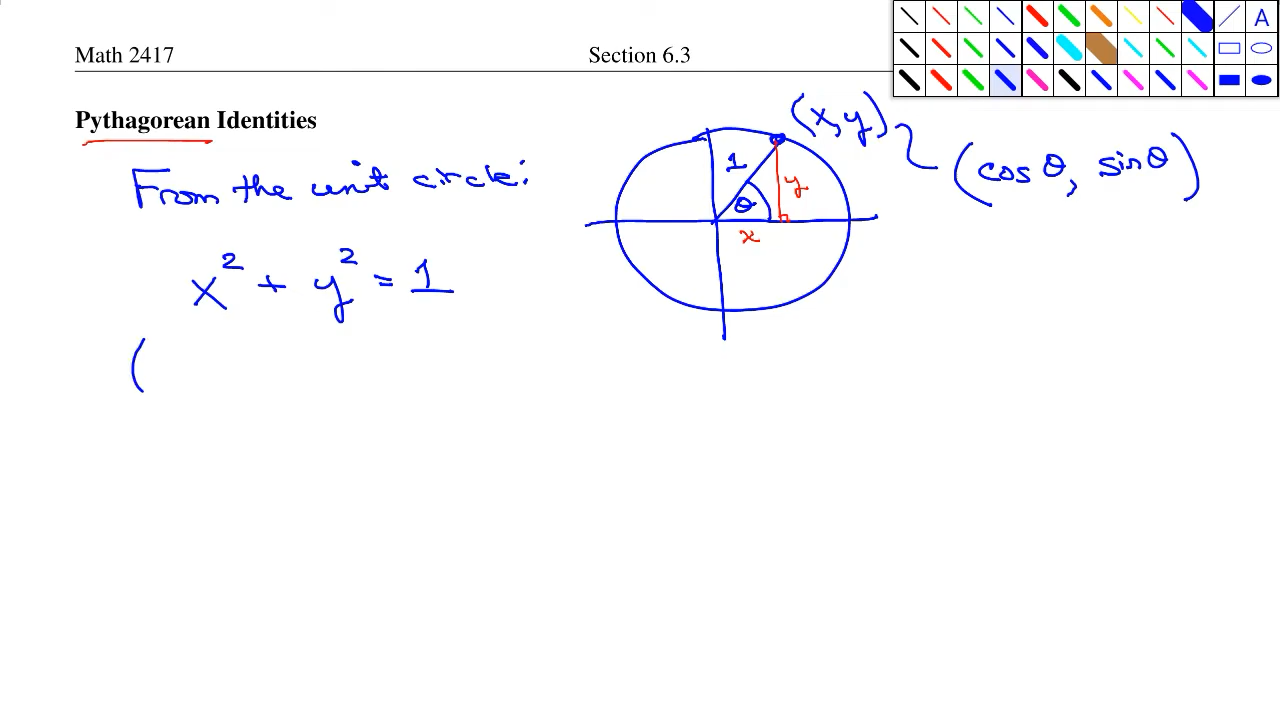 Math 2417 Section 6.3
Pythagorean Identities
From the unit circle:
(x, y)
(cos θ, sin θ)
1
y
θ
x
x² + y² = 1
(
A